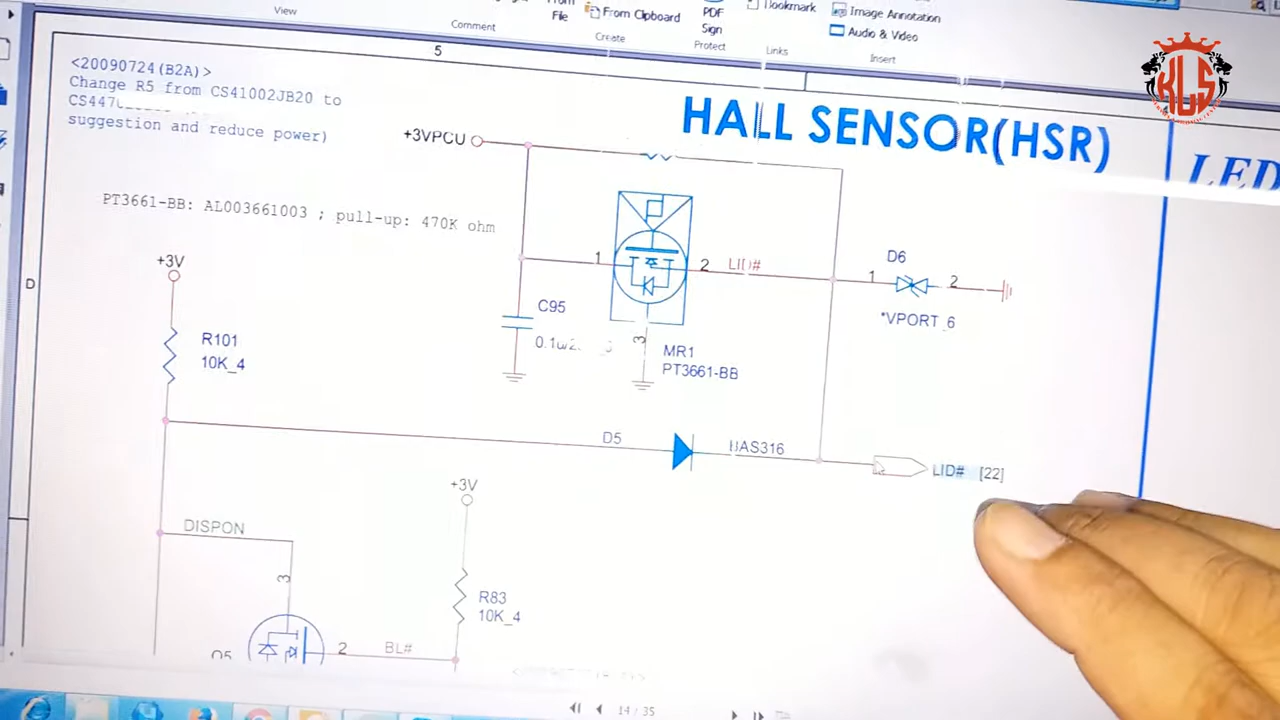 View
Comment
File
From Clipboard
Create
PDF
Sign
Protect
Bookmark
Links
Image Annotation
Audio & Video
Insert
KLS
5
<20090724(B2A)>
Change R5 from CS41002JB20 to
suggestion and reduce power)
HALL SENSOR(HSR)
LED
+3VPCU
PT3661-BB: AL003661003 ; pull-up: 470K ohm
+3V
D
R101
10K_4
1
2
LID#
3
C95
MR1
PT3661-BB
D6
1
2
*VPORT_6
D5
BAS316
LID# [22]
+3V
DISPON
3
R83
10K_4
Q5
2
BL#
14 / 35